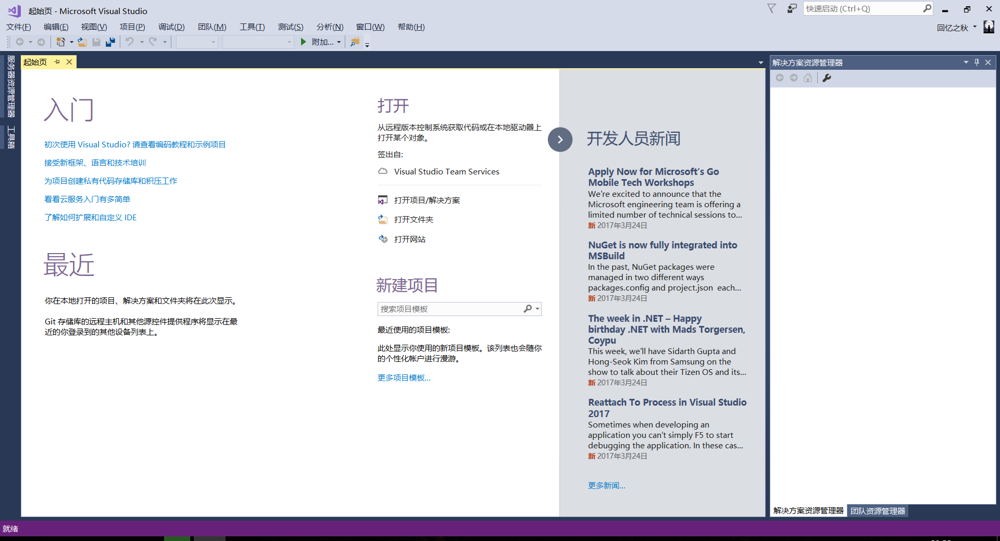 起始页 - Microsoft Visual Studio
快速启动 (Ctrl+Q)
文件(F) 编辑(E) 视图(V) 项目(P) 调试(D) 团队(M) 工具(T) 测试(S) 分析(N) 窗口(W) 帮助(H)
回忆之秋
附加...
服务器资源管理器
工具箱
起始页
入门
初次使用 Visual Studio? 请查看编码教程和示例项目
接受新框架、语言和技术培训
为项目创建私有代码存储库和积压工作
看看云服务入门有多简单
了解如何扩展和自定义 IDE
最近
你在本地打开的项目、解决方案和文件夹将在此次显示。
Git 存储库的远程主机和其他源控件提供程序将显示在最
近的你登录到的其他设备列表上。
打开
从远程版本控制系统获取代码或在本地驱动器上
打开某个对象。
签出自:
Visual Studio Team Services
打开项目/解决方案
打开文件夹
打开网站
新建项目
搜索项目模板
最近使用的项目模板:
此处显示你使用的新项目模板。该列表也会随你
的个性化帐户进行漫游。
更多项目模板...
开发人员新闻
Apply Now for Microsoft’s Go
Mobile Tech Workshops
We’re excited to announce that the
Microsoft engineering team is offering a
limited number of technical sessions to...
新 2017年3月24日
NuGet is now fully integrated into
MSBuild
In the past, NuGet packages were
managed in two different ways
packages.config and project.json  each...
新 2017年3月24日
The week in .NET – Happy
birthday .NET with Mads Torgersen,
Coypu
This week, we’ll have Sidarth Gupta and
Hong-Seok Kim from Samsung on the
show to talk about their Tizen OS and its...
新 2017年3月24日
Reattach To Process in Visual Studio
2017
Sometimes when developing an
application you can’t simply F5 to start
debugging the application. In these cas...
新 2017年3月24日
更多新闻...
解决方案资源管理器
解决方案资源管理器 团队资源管理器
就绪